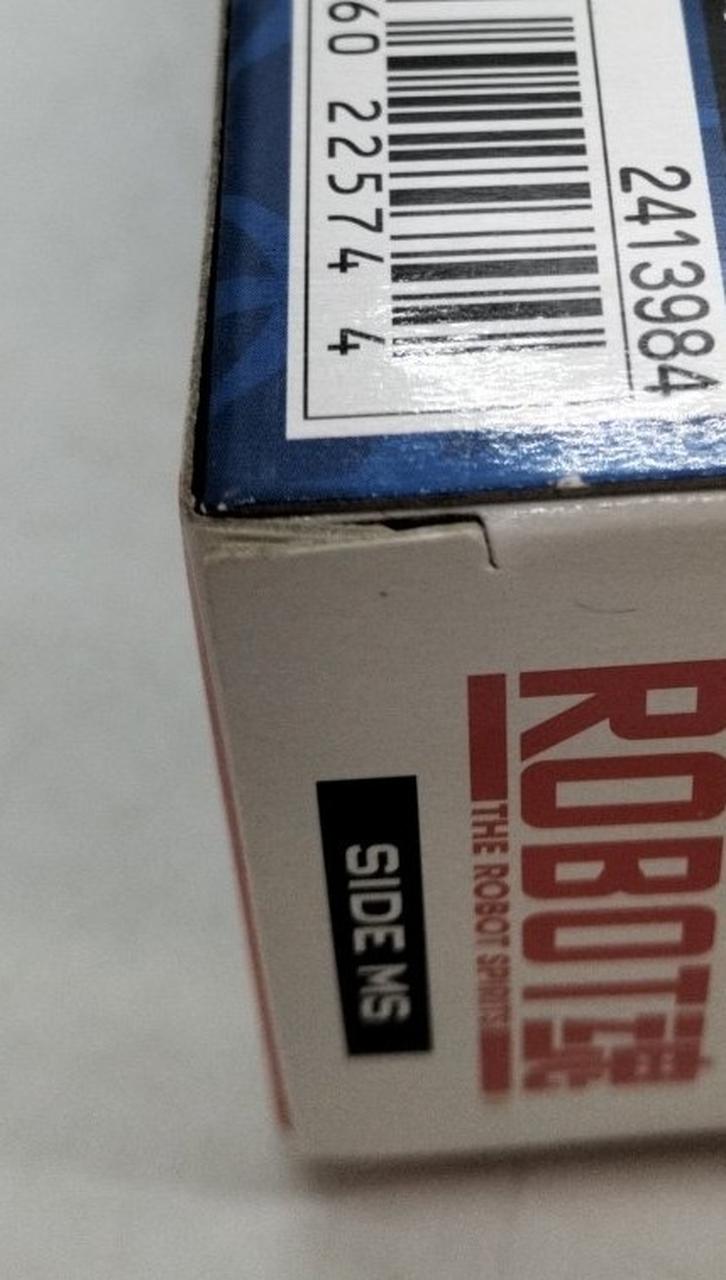 60 22574 4
2413984
ROBOT魂
THE ROBOT SPIRITS
SIDE MS